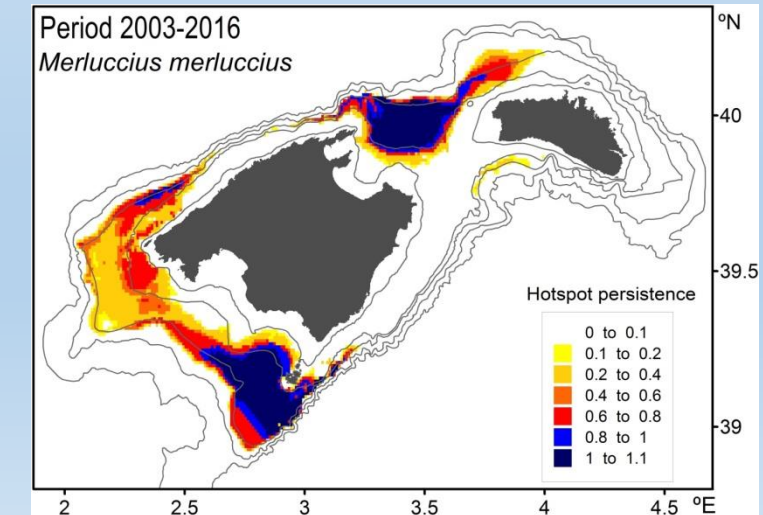 Period 2003-2016
Merluccius merluccius
ºN
40
39.5
39
Hotspot persistence
0 to 0.1
0.1 to 0.2
0.2 to 0.4
0.4 to 0.6
0.6 to 0.8
0.8 to 1
1 to 1.1
2 2.5 3 3.5 4 4.5 ºE